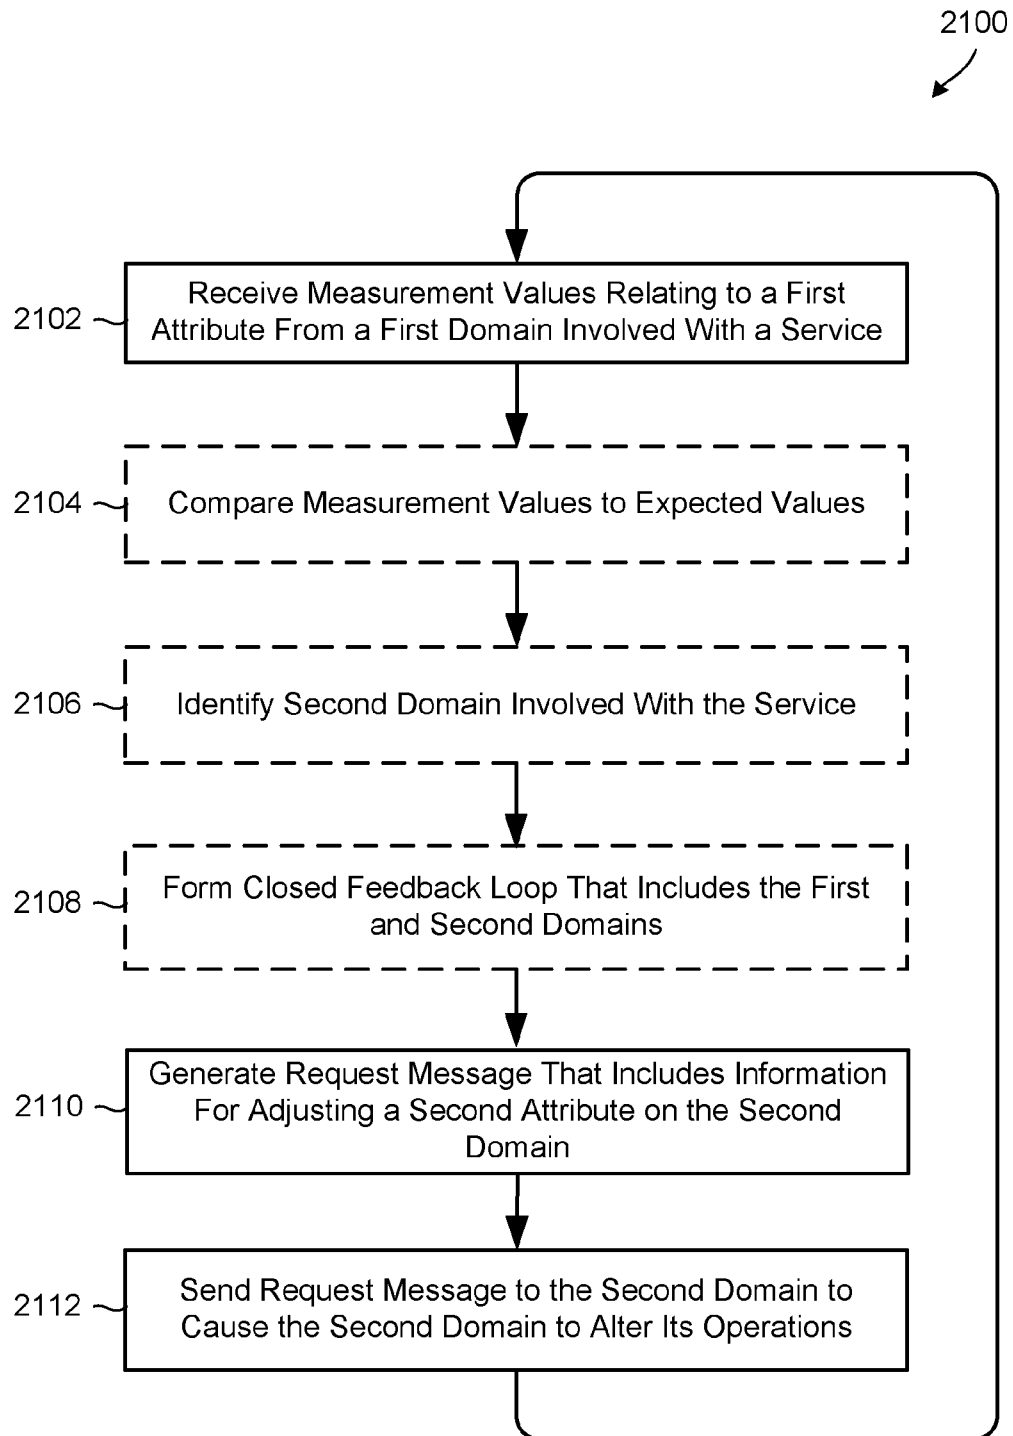 2100
2102
Receive Measurement Values Relating to a First
Attribute From a First Domain Involved With a Service
2104
Compare Measurement Values to Expected Values
2106
Identify Second Domain Involved With the Service
2108
Form Closed Feedback Loop That Includes the First
and Second Domains
2110
Generate Request Message That Includes Information
For Adjusting a Second Attribute on the Second
Domain
2112
Send Request Message to the Second Domain to
Cause the Second Domain to Alter Its Operations